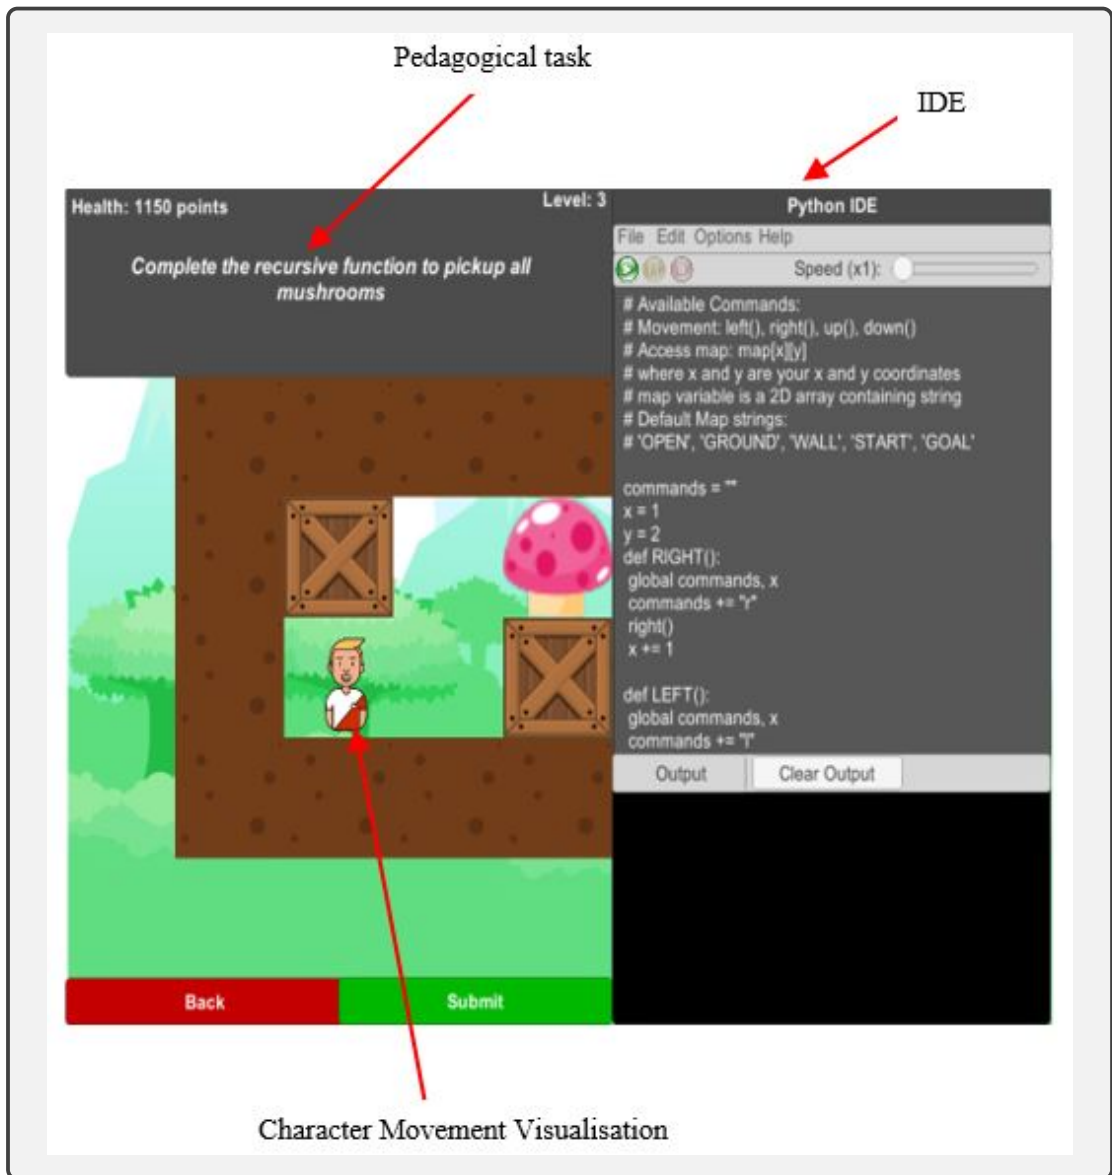 Pedagogical task
IDE
Health: 1150 points
Level: 3
Complete the recursive function to pickup all
mushrooms
Python IDE
File Edit Options Help
Speed (x1):
# Available Commands:
# Movement: left(), right(), up(), down()
# Access map: map[x][y]
# where x and y are your x and y coordinates
# map variable is a 2D array containing string
# Default Map strings:
# 'OPEN', 'GROUND', 'WALL', 'START', 'GOAL'
commands = ""
x = 1
y = 2
def RIGHT():
global commands, x
commands += "r"
right()
x += 1
def LEFT():
global commands, x
commands += "l"
Output
Clear Output
Back
Submit
Character Movement Visualisation